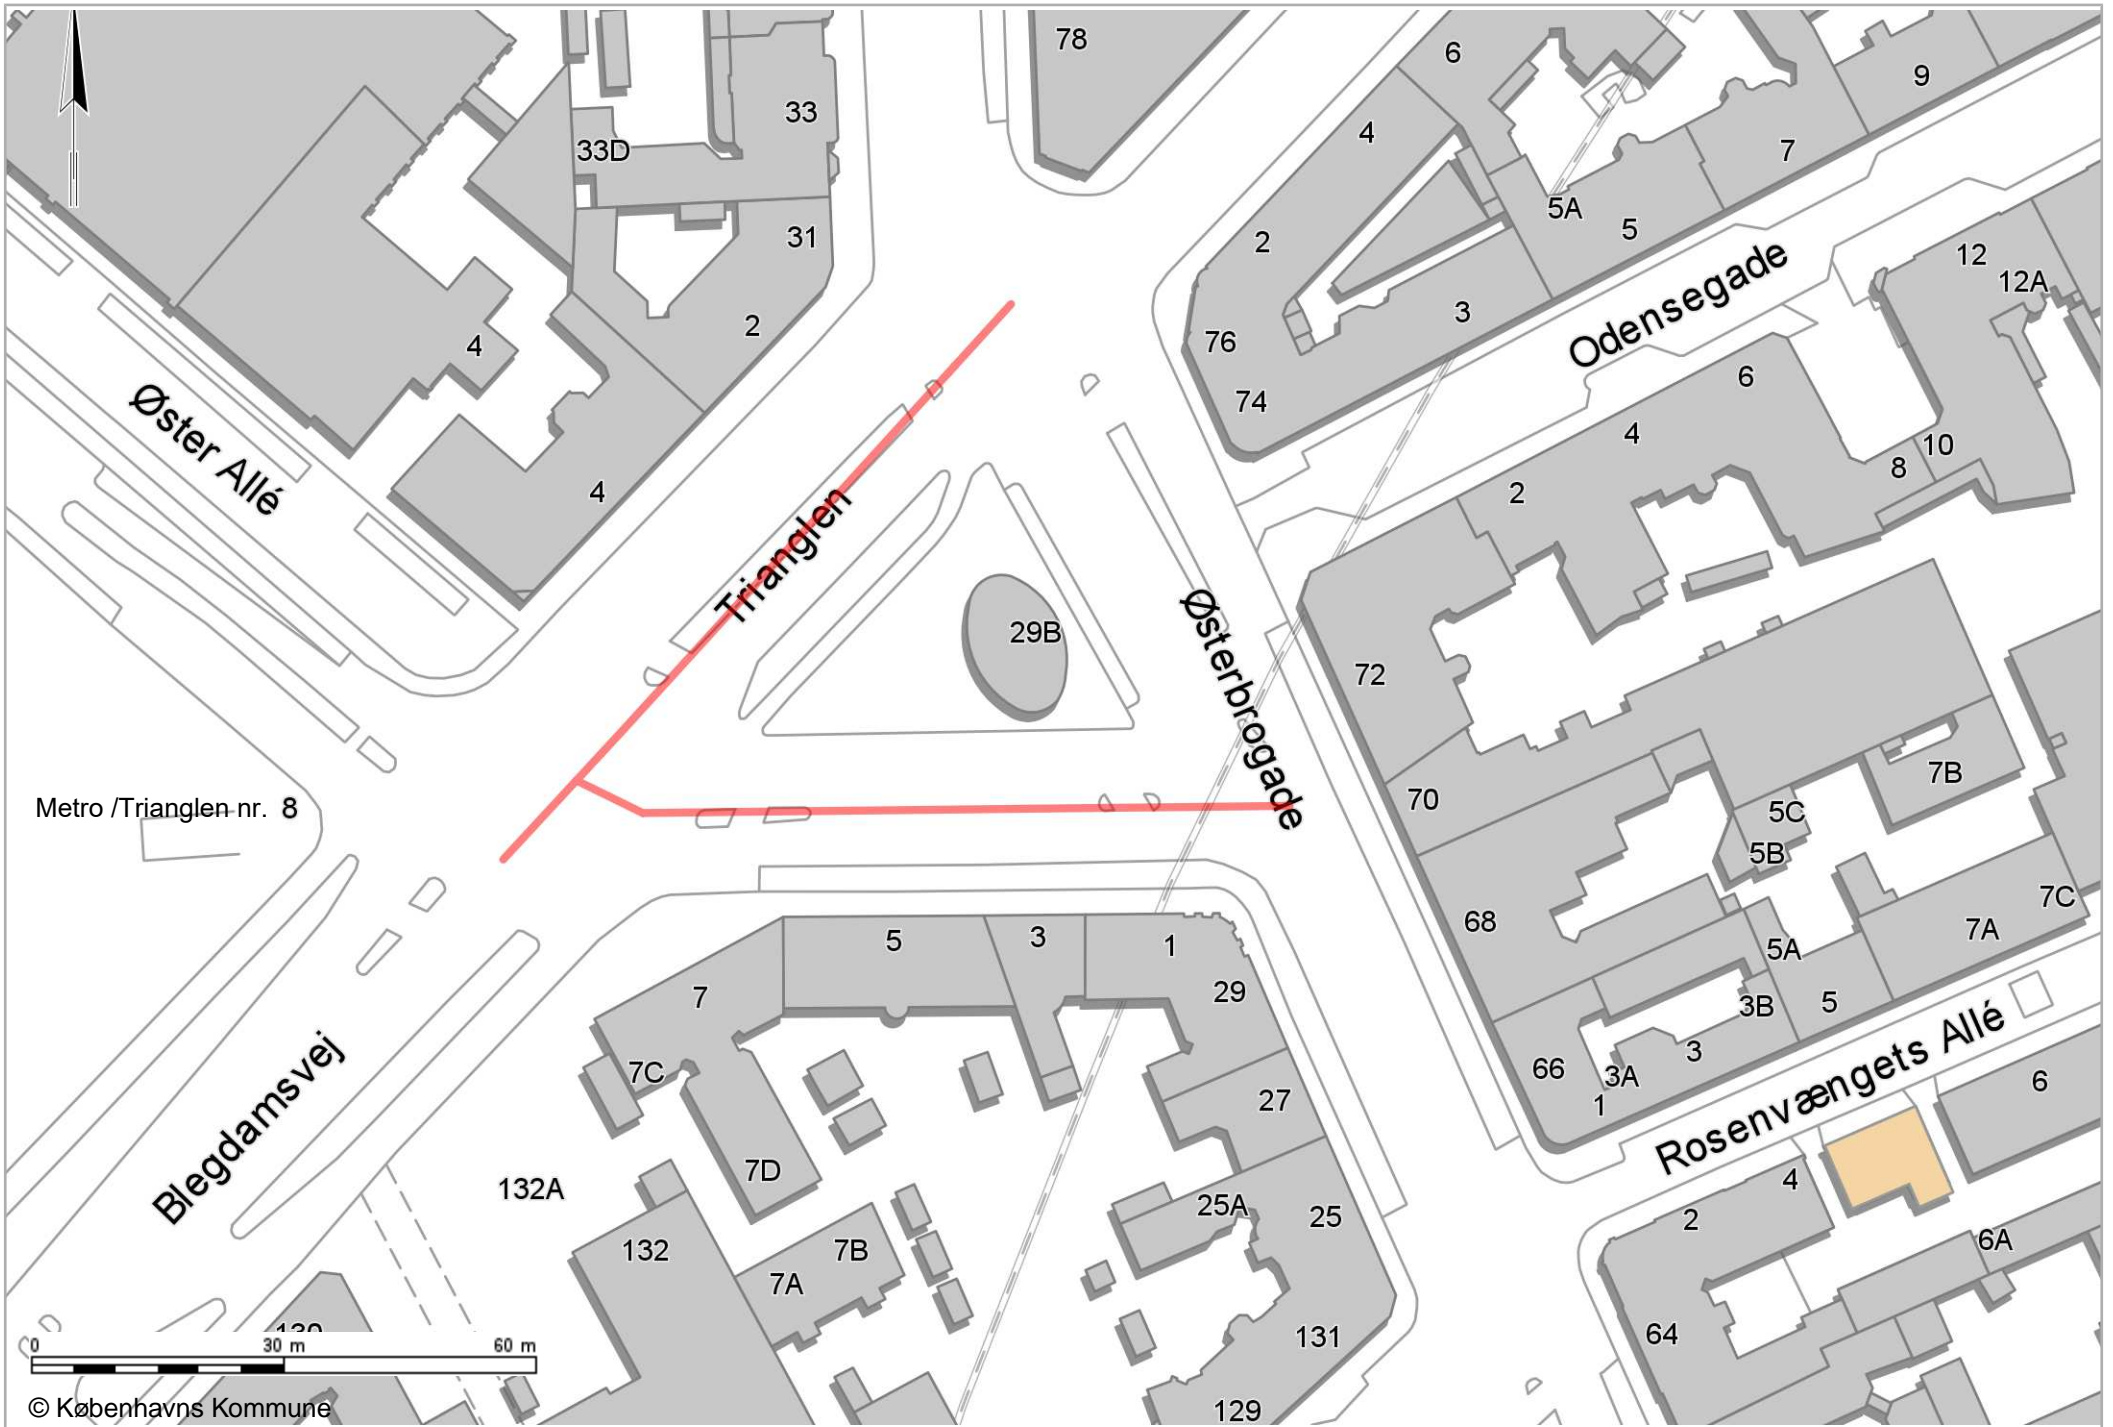 78
6
9
33
4
7
33D
5A
5
31
2
12
12A
3
2
4
76
6
74
4
10
8
2
4
Odensegade
Øster Allé
Trianglen
29B
Østerbrogade
72
7B
70
5C
5B
Metro /Trianglen nr. 8
68
7C
7A
5A
5
3
1
7
29
3B
5
3
66
3A
1
7C
27
6
Rosenvængets Allé
Blegdamsvej
132A
7D
4
25A
25
2
132
7B
7A
6A
64
131
130
0 30 m 60 m
129
© Københavns Kommune